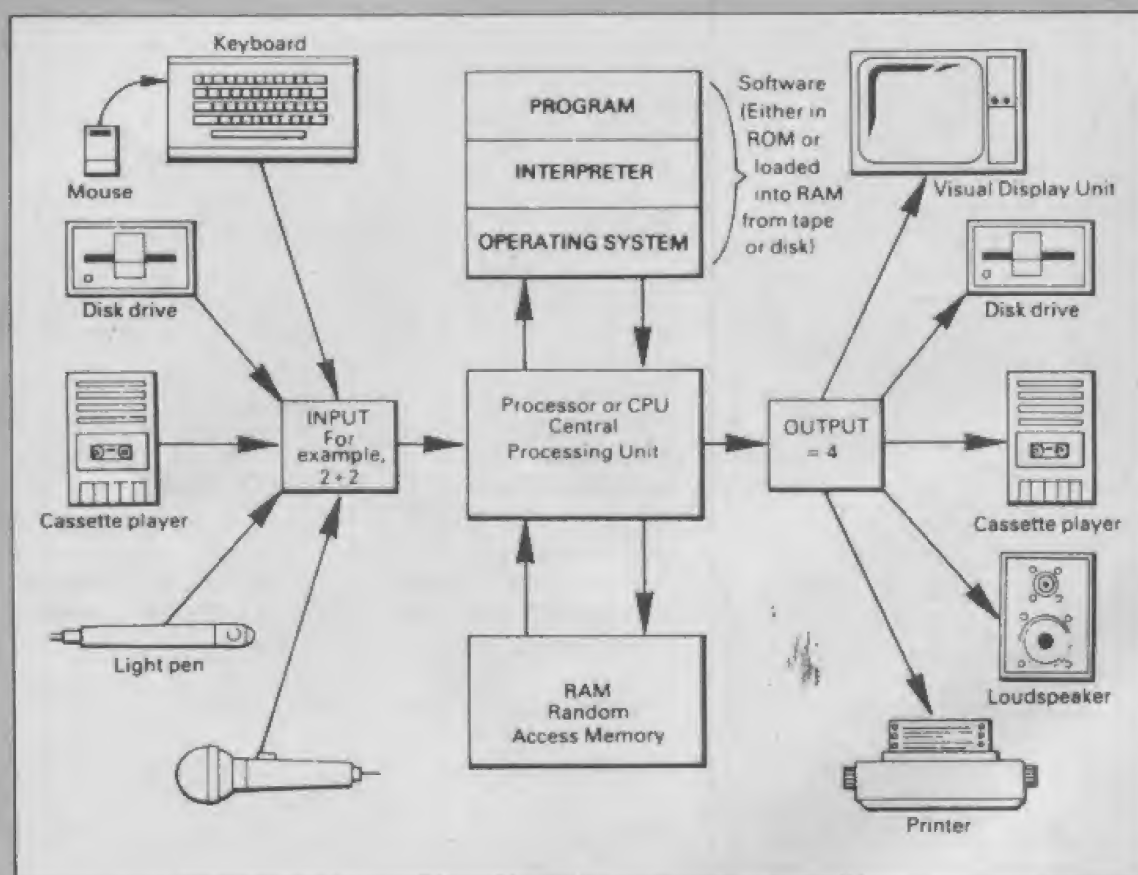 Keyboard
Mouse
Disk drive
Cassette player
Light pen
INPUT
For
example,
2 + 2
PROGRAM
INTERPRETER
OPERATING SYSTEM
Software
(Either in
ROM or
loaded
into RAM
from tape
or disk)
Processor or CPU
Central
Processing Unit
RAM
Random
Access Memory
OUTPUT
= 4
Visual Display Unit
Disk drive
Cassette player
Loudspeaker
Printer